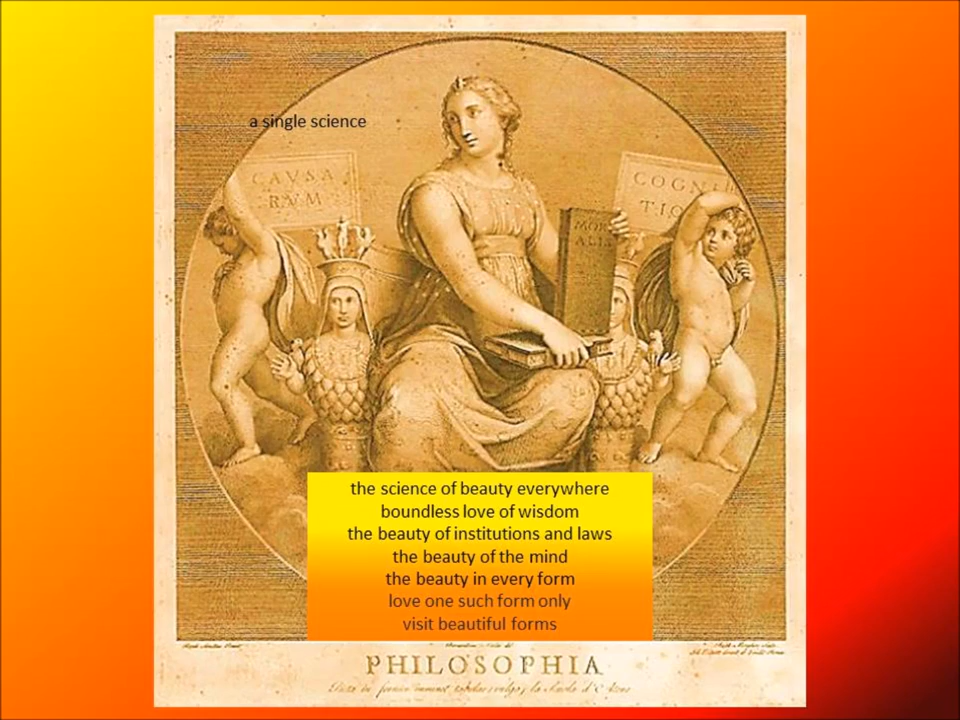 a single science
CAVSA
RVM
COGNI
TIO
MOR
ALIS
the science of beauty everywhere
boundless love of wisdom
the beauty of institutions and laws
the beauty of the mind
the beauty in every form
love one such form only
visit beautiful forms
PHILOSOPHIA